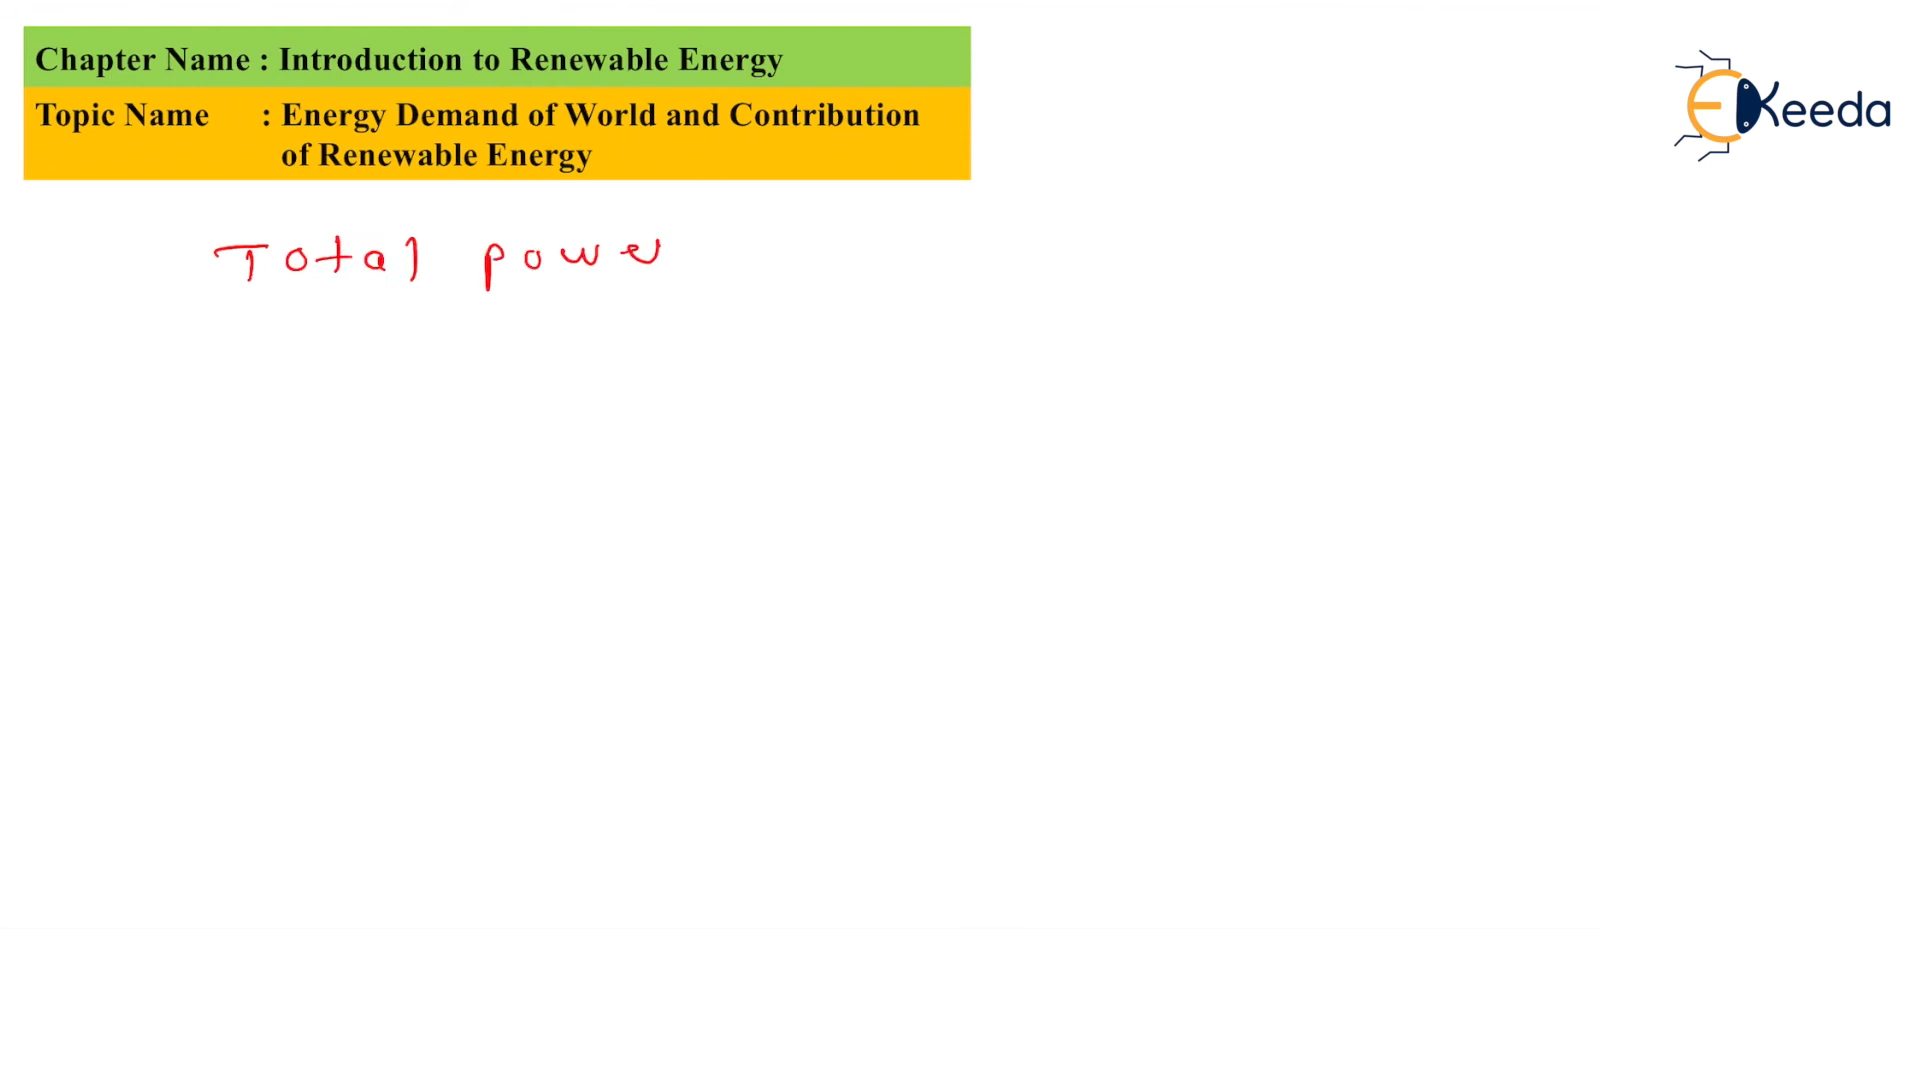 Chapter Name : Introduction to Renewable Energy
Topic Name : Energy Demand of World and Contribution
of Renewable Energy
EKeeda
Total power